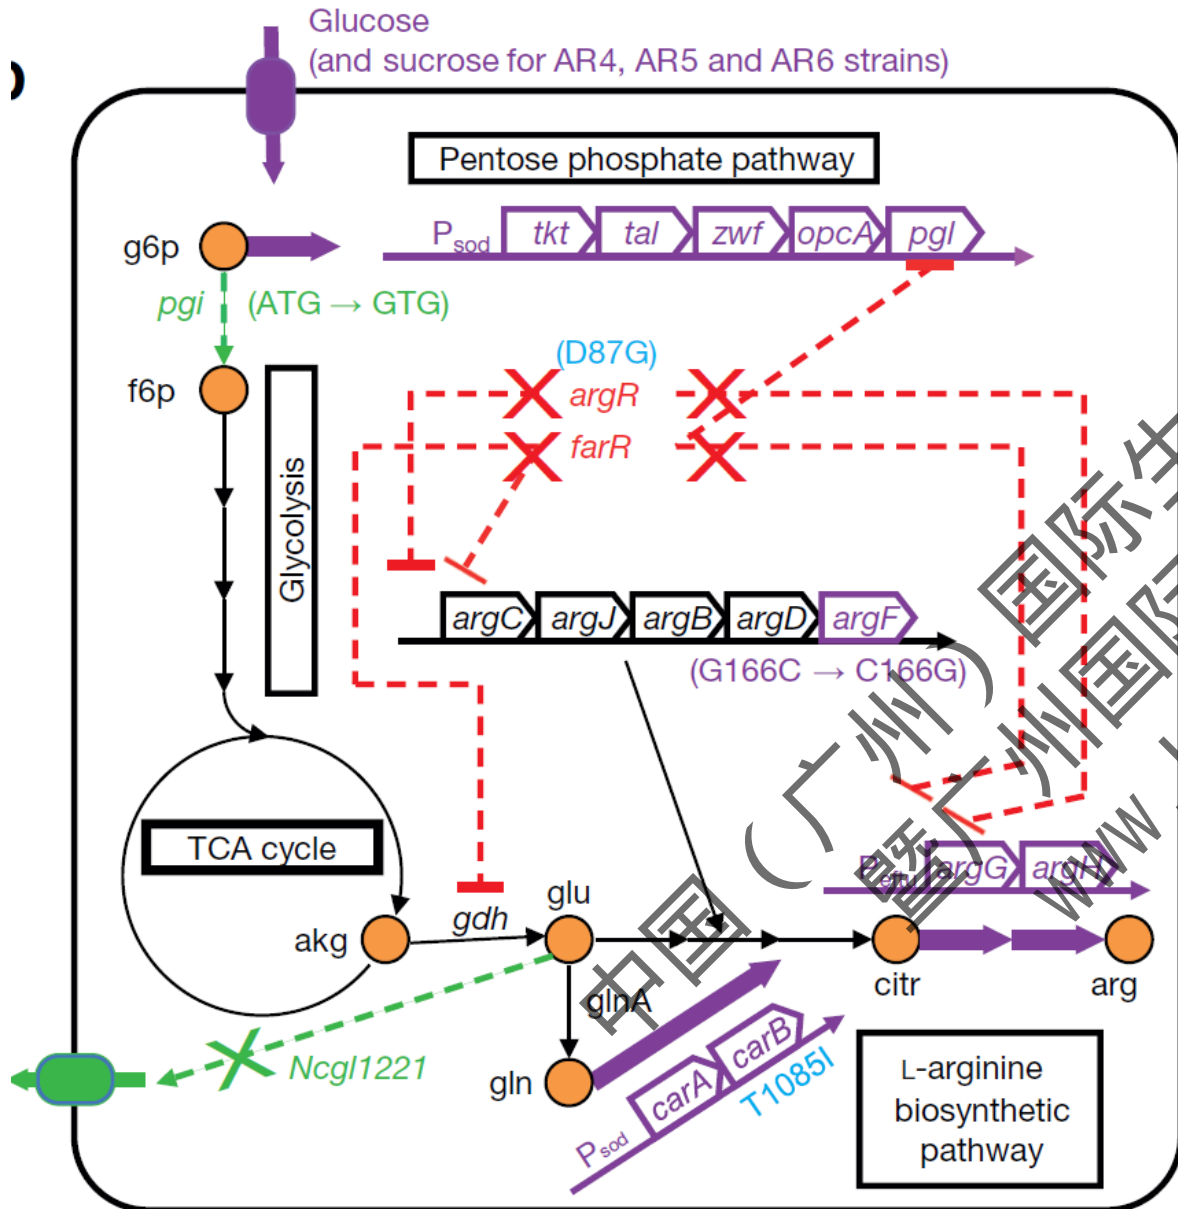 Glucose
(and sucrose for AR4, AR5 and AR6 strains)
Pentose phosphate pathway
g6p
Psod
tkt
tal
zwf
opcA
pgl
pgi
(ATG → GTG)
(D87G)
f6p
argR
farR
Glycolysis
argC
argJ
argB
argD
argF
(G166C → C166G)
TCA cycle
Peftu
argG
argH
glu
gdh
akg
citr
arg
glnA
Ncgl1221
gln
carA
carB
T1085I
Psod
L-arginine
biosynthetic
pathway
中国（广州）国际生
暨广州国际
www